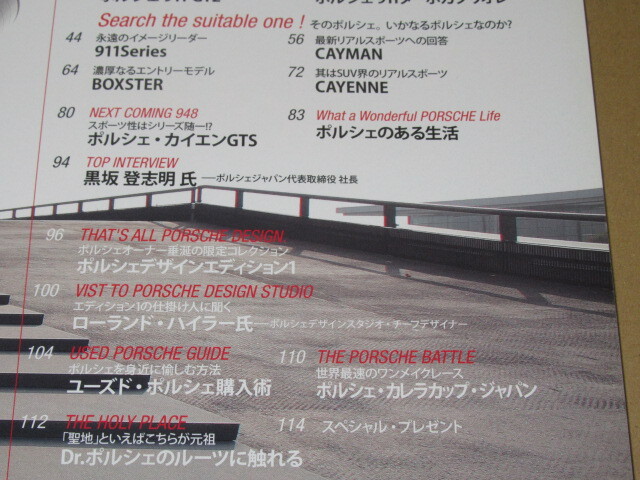 Search the suitable one ! そのポルシェ。いかなるポルシェなのか?
44 永遠のイメージリーダー
911Series
56 最新リアルスポーツへの回答
CAYMAN
64 濃厚なるエントリーモデル
BOXSTER
72 其はSUV界のリアルスポーツ
CAYENNE
80 NEXT COMING 948
スポーツ性はシリーズ随一!?
ポルシェ・カイエンGTS
83 What a Wonderful PORSCHE Life
ポルシェのある生活
94 TOP INTERVIEW
黒坂 登志明 氏 ──ポルシェジャパン代表取締役 社長
96 THAT'S ALL PORSCHE DESIGN
ポルシェオーナー垂涎の限定コレクション
ポルシェデザインエディション1
100 VIST TO PORSCHE DESIGN STUDIO
エディション1の仕掛け人に聞く
ローランド・ハイラー氏──ポルシェデザインスタジオ・チーフデザイナー
104 USED PORSCHE GUIDE
ポルシェを身近に愉しむ方法
ユーズド・ポルシェ購入術
110 THE PORSCHE BATTLE
世界最速のワンメイクレース
ポルシェ・カレラカップ・ジャパン
112 THE HOLY PLACE
「聖地」といえばこちらが元祖
Dr.ポルシェのルーツに触れる
114 スペシャル・プレゼント